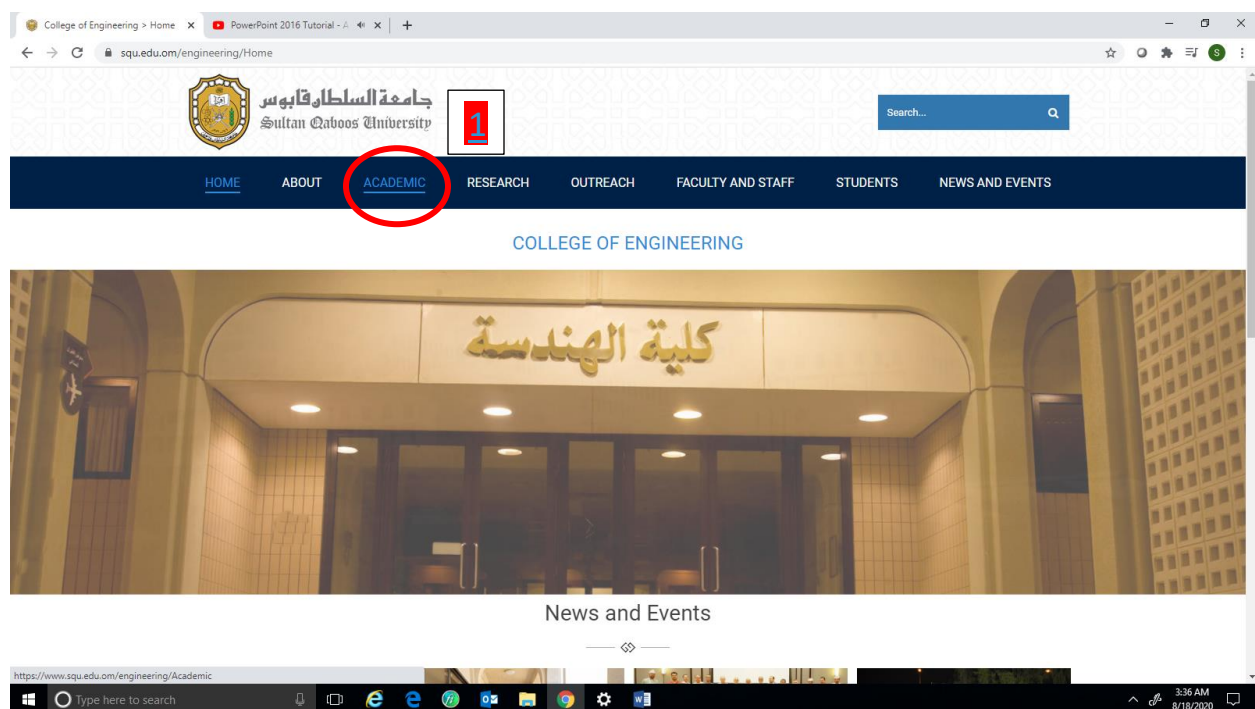 College of Engineering > Home
PowerPoint 2016 Tutorial - A
squ.edu.om/engineering/Home
S
جامعة السلطان قابوس
Sultan Qaboos University
1
Search...
HOME ABOUT ACADEMIC RESEARCH OUTREACH FACULTY AND STAFF STUDENTS NEWS AND EVENTS
COLLEGE OF ENGINEERING
كلية الهندسة
News and Events
https://www.squ.edu.om/engineering/Academic
Type here to search
3:36 AM
8/18/2020